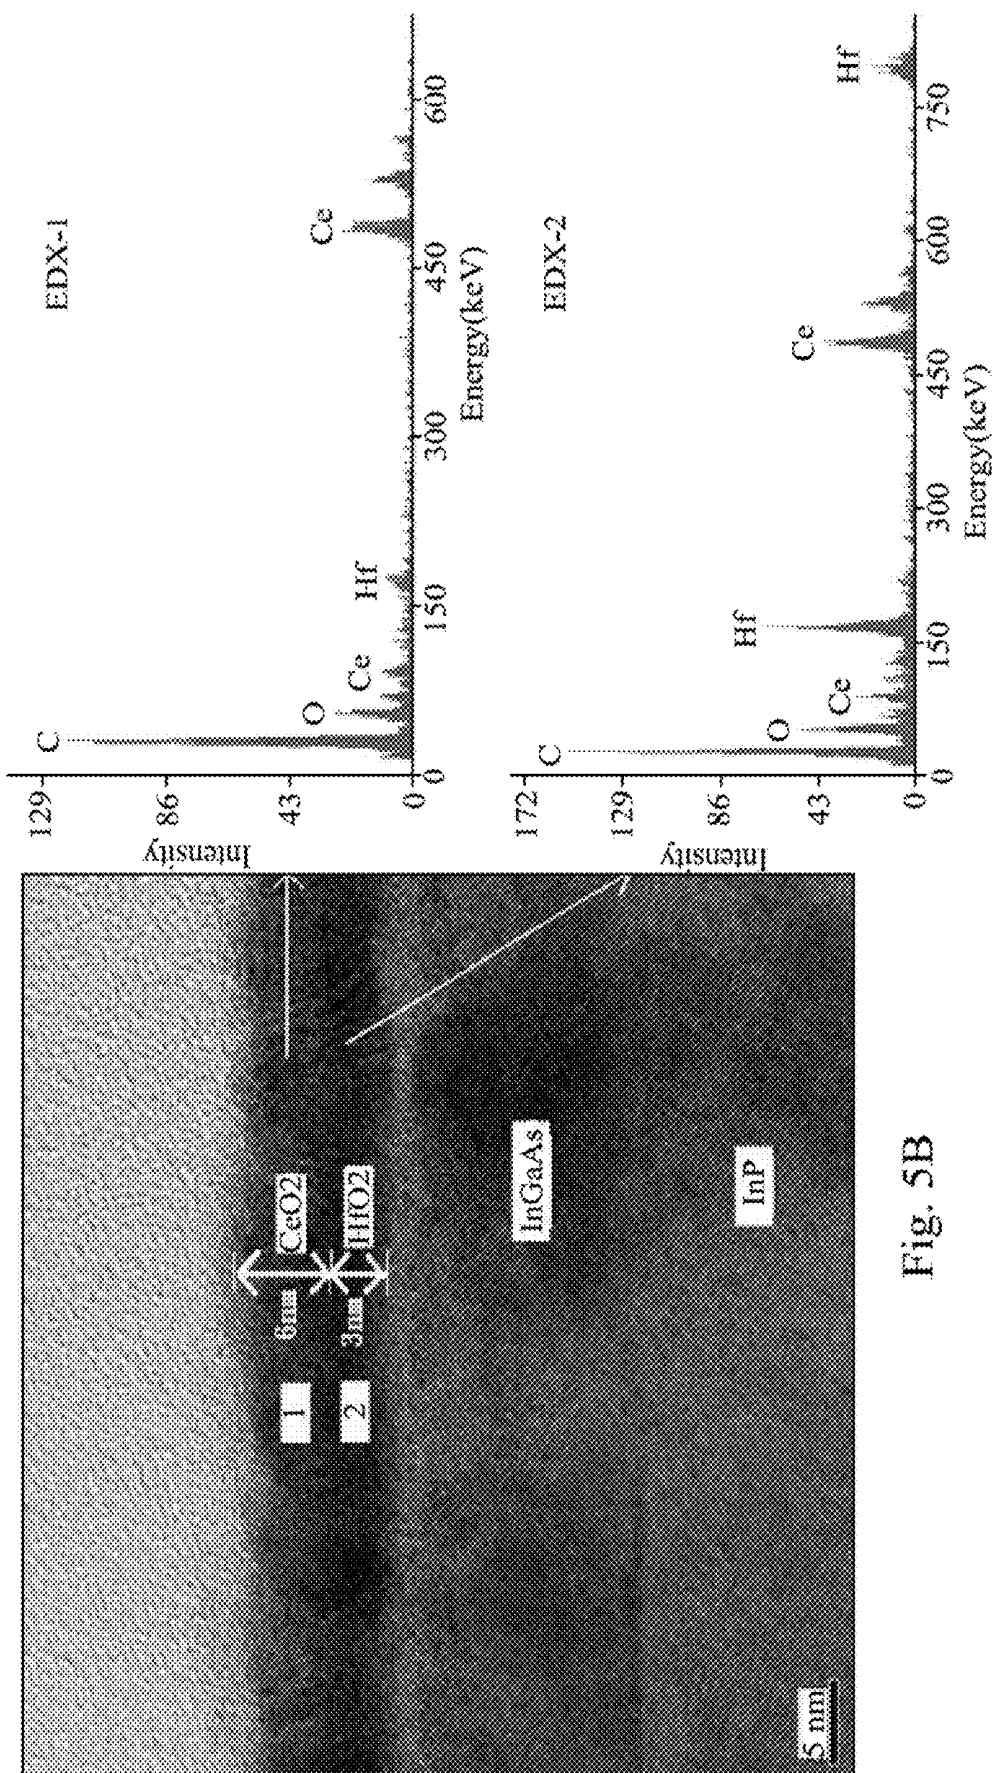 1
2
6nm
3nm
CeO2
HfO2
InGaAs
InP
5 nm
EDX-1
Intensity
129
86
43
0
C
O
Ce
Hf
Ce
0
150
300
450
600
Energy(keV)
EDX-2
Intensity
172
129
86
43
0
C
O
Ce
Hf
Ce
Hf
0
150
300
450
600
750
Energy(keV)
Fig. 5B